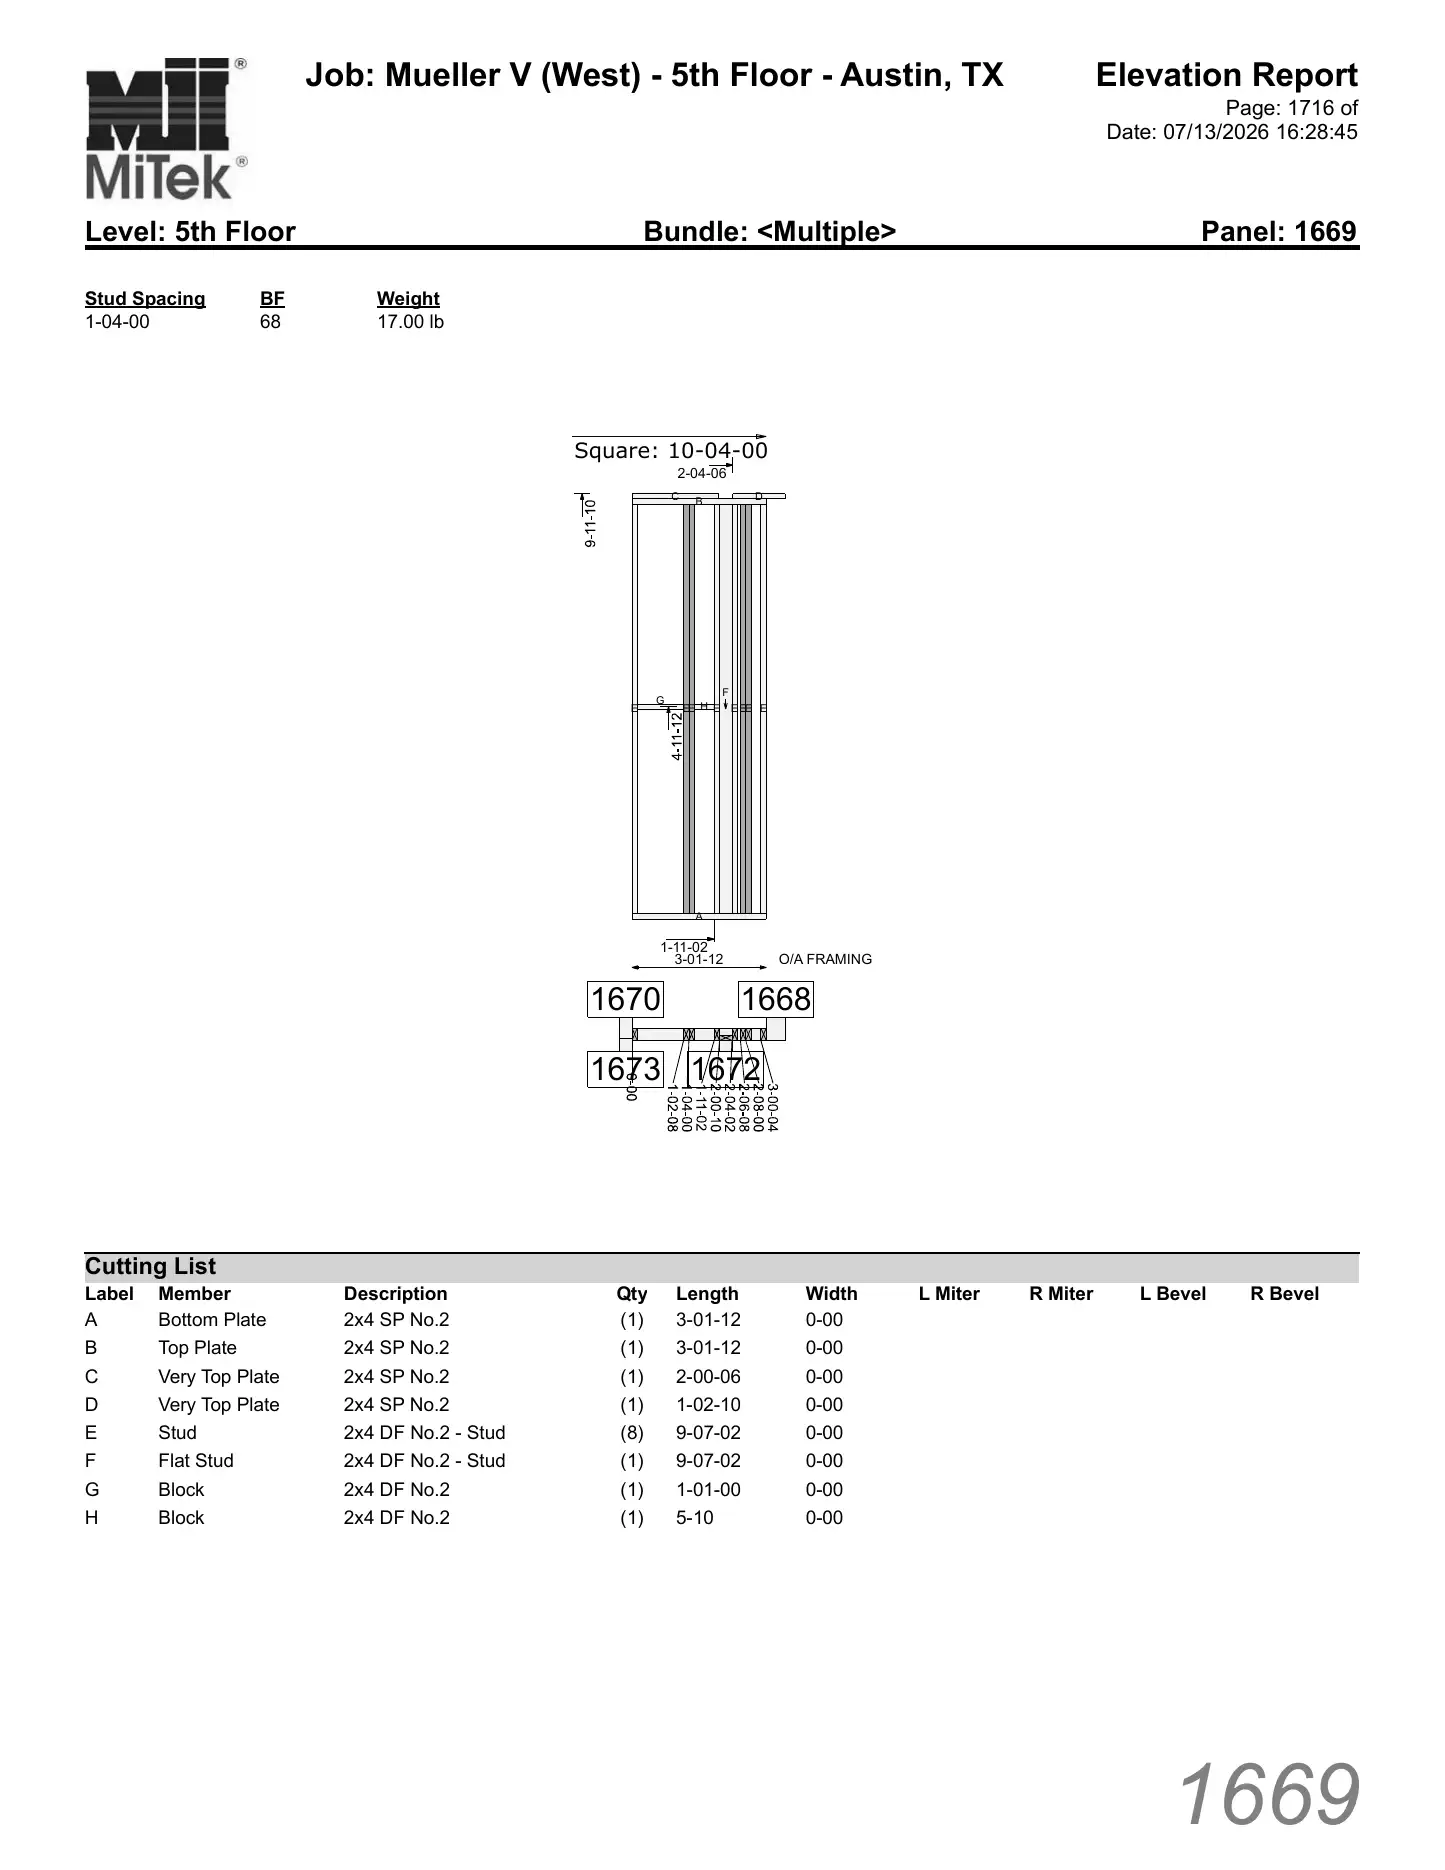 MiTek®
Job: Mueller V (West) - 5th Floor - Austin, TX
Elevation Report
Page: 1716 of
Date: 07/13/2026 16:28:45
Level: 5th Floor
Bundle: <Multiple>
Panel: 1669
Stud Spacing BF Weight
1-04-00 68 17.00 lb
Square: 10-04-00
2-04-06
C
D
B
9-11-10
F
G
H
E E E E E E E E
4-11-12
A
1-11-02
3-01-12
O/A FRAMING
1670 1668
1673 1672
0-00
1-02-08
1-04-00
1-11-02
2-00-10
2-04-02
2-06-08
2-08-00
3-00-04
Cutting List
Label Member Description Qty Length Width L Miter R Miter L Bevel R Bevel
A Bottom Plate 2x4 SP No.2 (1) 3-01-12 0-00
B Top Plate 2x4 SP No.2 (1) 3-01-12 0-00
C Very Top Plate 2x4 SP No.2 (1) 2-00-06 0-00
D Very Top Plate 2x4 SP No.2 (1) 1-02-10 0-00
E Stud 2x4 DF No.2 - Stud (8) 9-07-02 0-00
F Flat Stud 2x4 DF No.2 - Stud (1) 9-07-02 0-00
G Block 2x4 DF No.2 (1) 1-01-00 0-00
H Block 2x4 DF No.2 (1) 5-10 0-00
1669